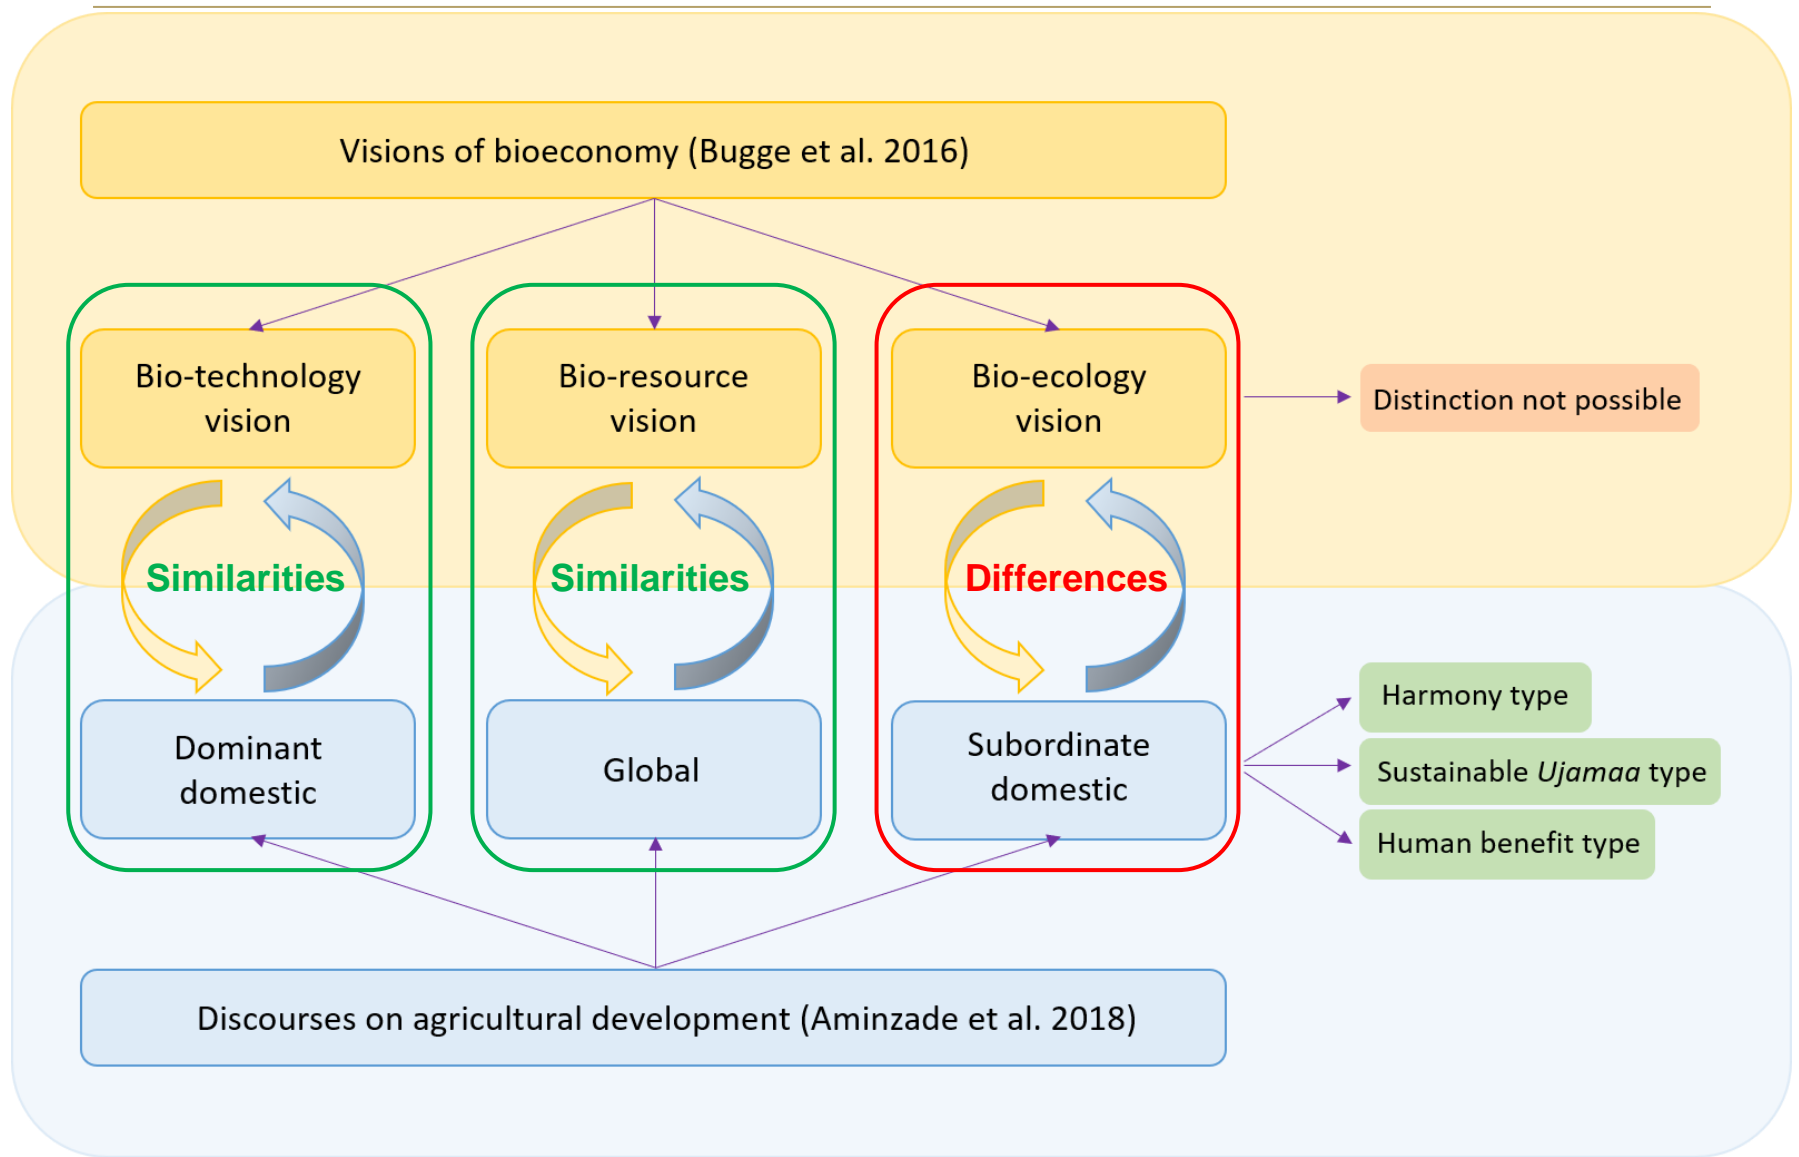 Visions of bioeconomy (Bugge et al. 2016)
Bio-technology
vision
Bio-resource
vision
Bio-ecology
vision
Distinction not possible
Similarities
Similarities
Differences
Dominant
domestic
Global
Subordinate
domestic
Harmony type
Sustainable Ujamaa type
Human benefit type
Discourses on agricultural development (Aminzade et al. 2018)